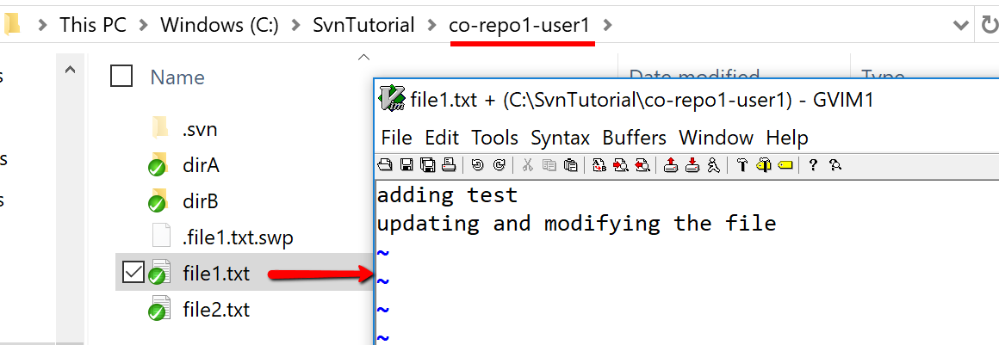 This PC > Windows (C:) > SvnTutorial > co-repo1-user1 >
Name
Date modified
Type
.svn
dirA
dirB
.file1.txt.swp
file1.txt
file2.txt
file1.txt + (C:\SvnTutorial\co-repo1-user1) - GVIM1
File Edit Tools Syntax Buffers Window Help
adding test
updating and modifying the file
~
~
~
~